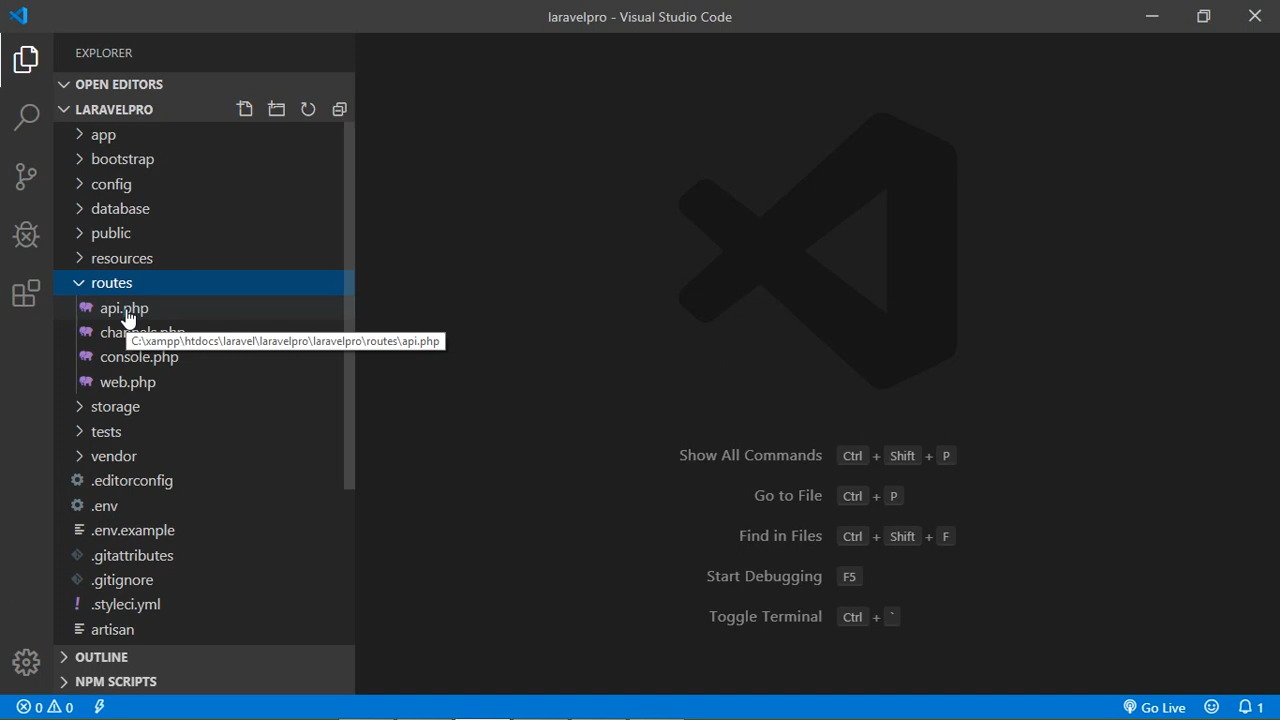 laravelpro - Visual Studio Code
EXPLORER
OPEN EDITORS
LARAVELPRO
app
bootstrap
config
database
public
resources
routes
api.php
channels.php
C:\xampp\htdocs\laravel\laravelpro\laravelpro\routes\api.php
console.php
web.php
storage
tests
vendor
.editorconfig
.env
.env.example
.gitattributes
.gitignore
! .styleci.yml
artisan
OUTLINE
NPM SCRIPTS
Show All Commands Ctrl + Shift + P
Go to File Ctrl + P
Find in Files Ctrl + Shift + F
Start Debugging F5
Toggle Terminal Ctrl + `
0 0 Go Live 1